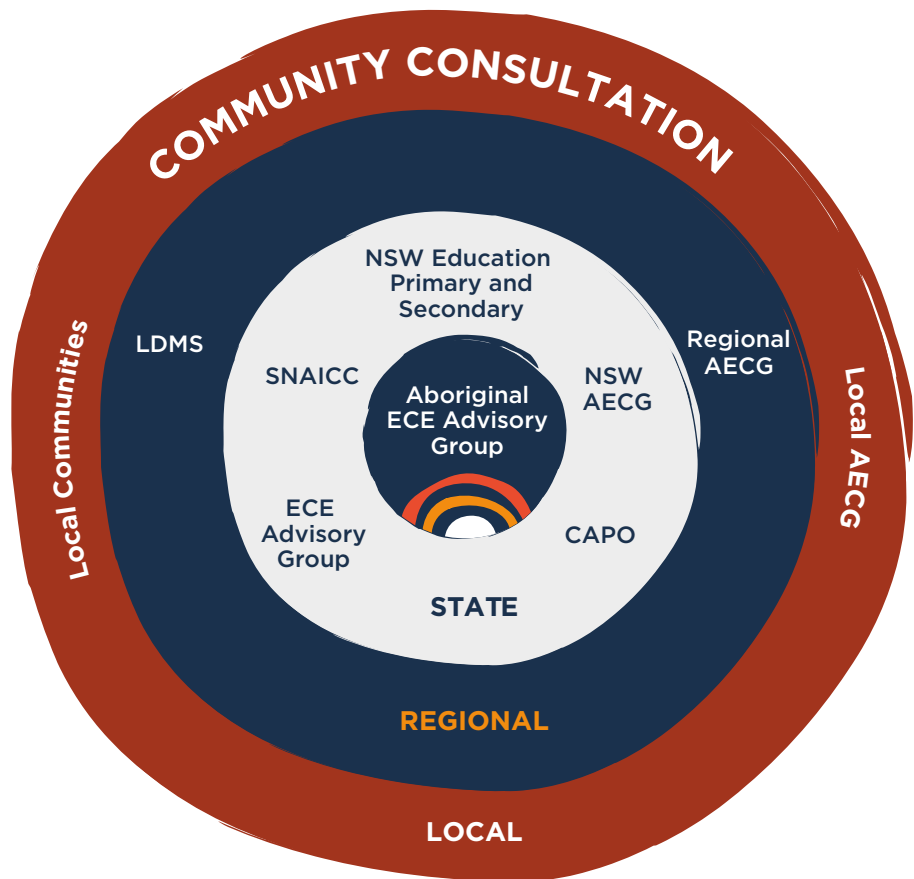 COMMUNITY CONSULTATION
NSW Education
Primary and
Secondary
LDMS
Regional
AECG
Local Communities
SNAICC
NSW
AECG
Local AECG
Aboriginal
ECE Advisory
Group
ECE
Advisory
Group
CAPO
STATE
REGIONAL
LOCAL